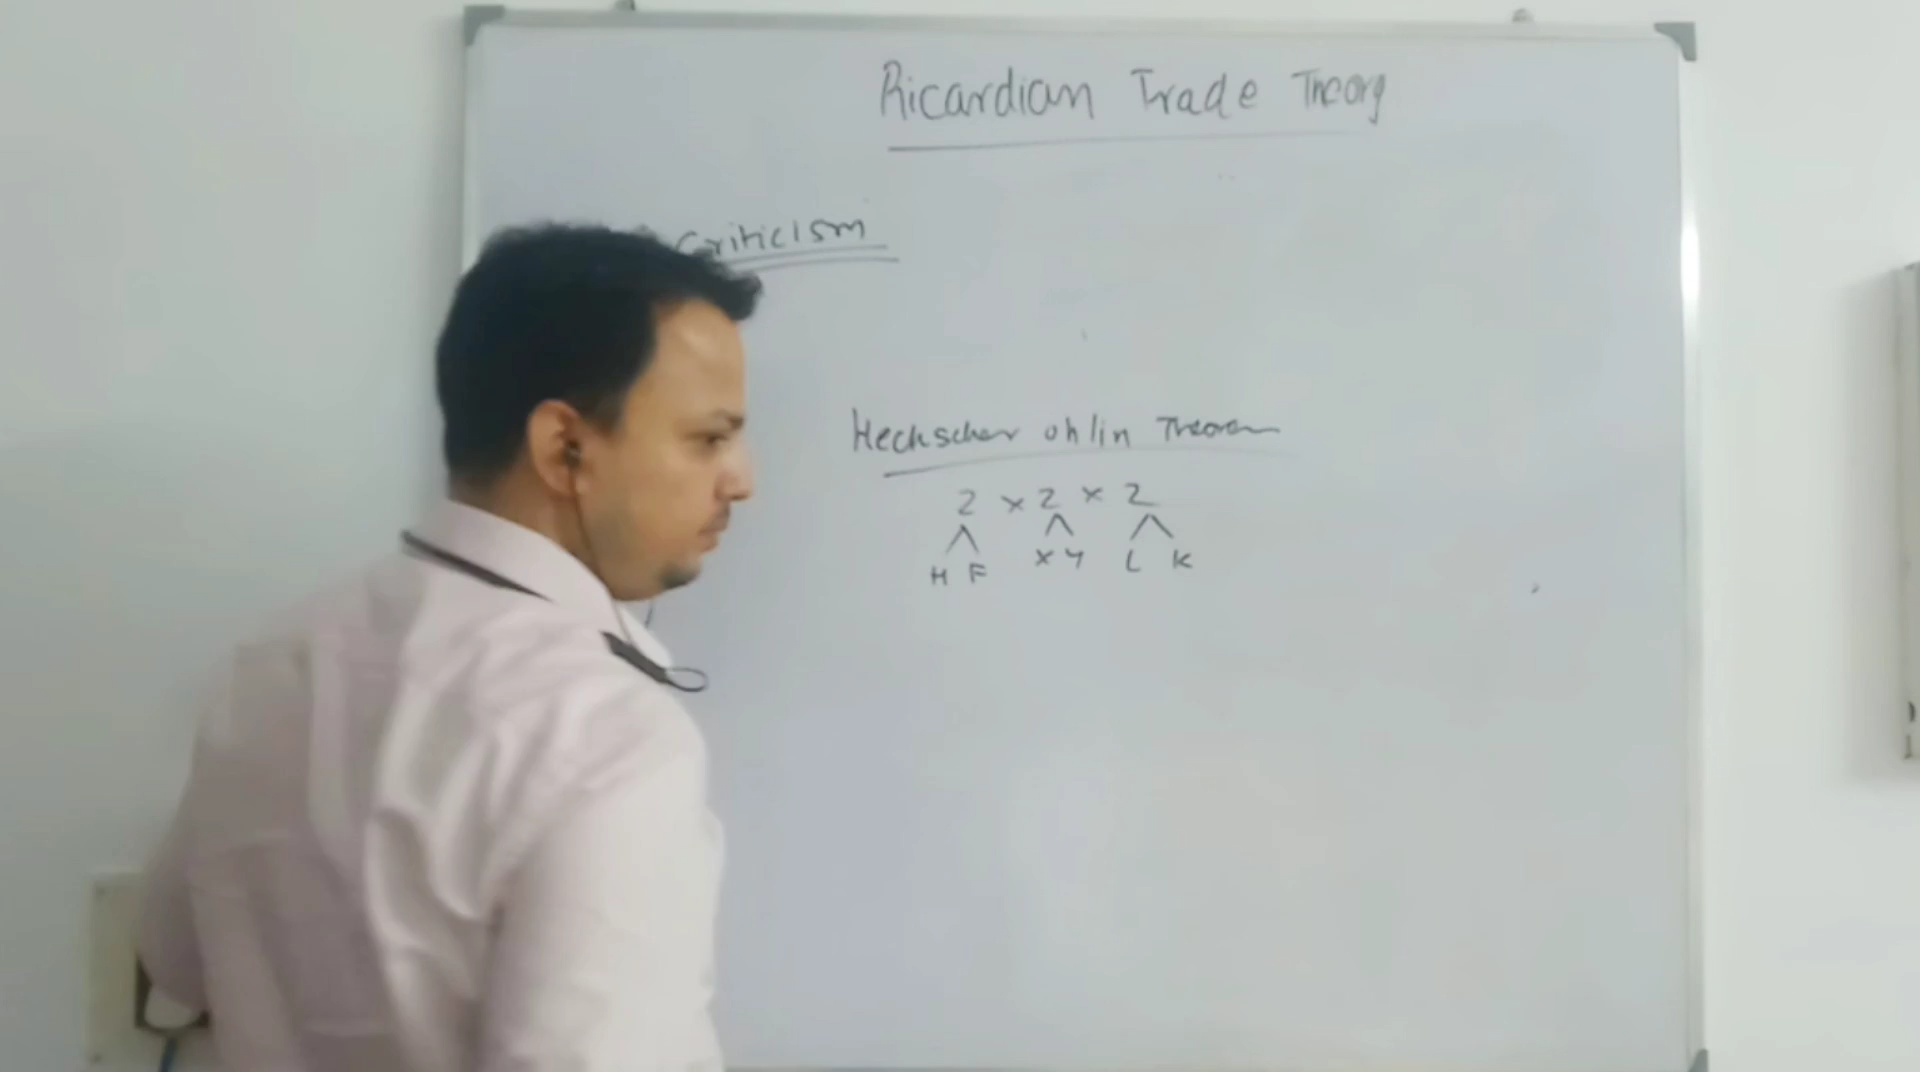 Ricardian Trade Theory
Criticism
Heckscher ohlin Theorem
2 x 2 x 2
H F X Y L K